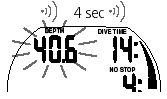 4 sec
DEPTH DIVE TIME
40.6 14:
NO STOP
4: